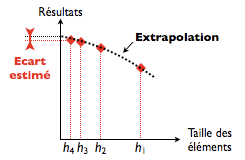 Résultats
Extrapolation
Ecart
estimé
h4 h3 h2 h1
Taille des
éléments